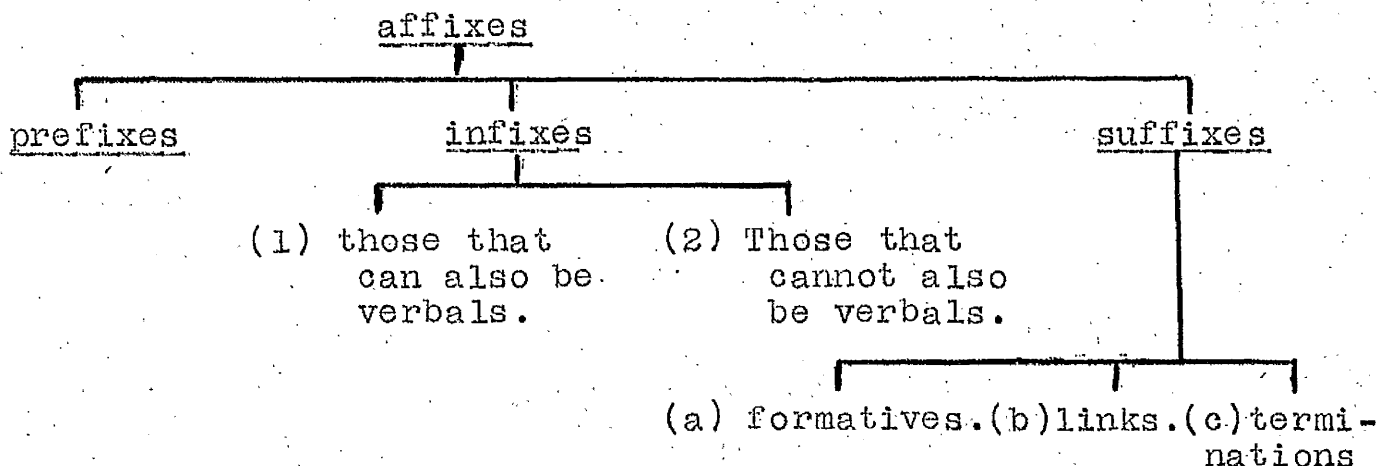 affixes
prefixes infixes suffixes
(1) those that (2) Those that
can also be cannot also
verbals. be verbals.
(a) formatives.(b)links.(c)termi-
nations